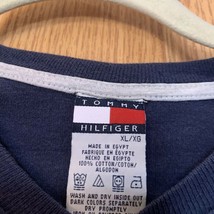 TOMMY
HILFIGER
XL/XG
MADE IN EGYPT
FABRIQUE EN EGYPTE
HECHO EN EGIPTO
100% COTTON/COTON/
ALGODON
WASH AND DRY INSIDE OUT
DARK COLORS SEPARATELY
WASH DRY PROMPTLY